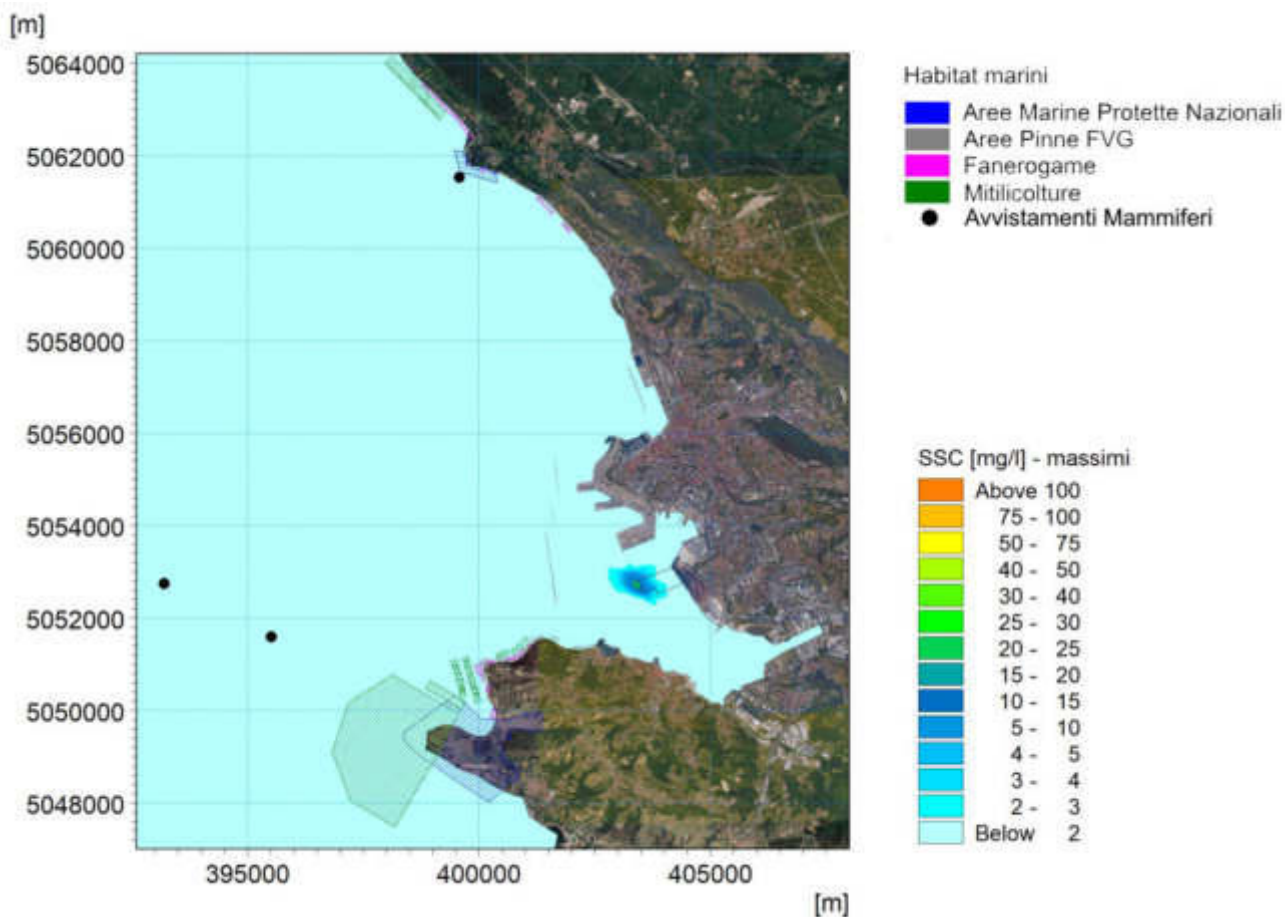 [m]
5064000
5062000
5060000
5058000
5056000
5054000
5052000
5050000
5048000
395000
400000
405000
[m]
Habitat marini
Aree Marine Protette Nazionali
Aree Pinne FVG
Fanerogame
Mitilicolture
Avvistamenti Mammiferi
SSC [mg/l] - massimi
Above 100
75 - 100
50 - 75
40 - 50
30 - 40
25 - 30
20 - 25
15 - 20
10 - 15
5 - 10
4 - 5
3 - 4
2 - 3
Below 2